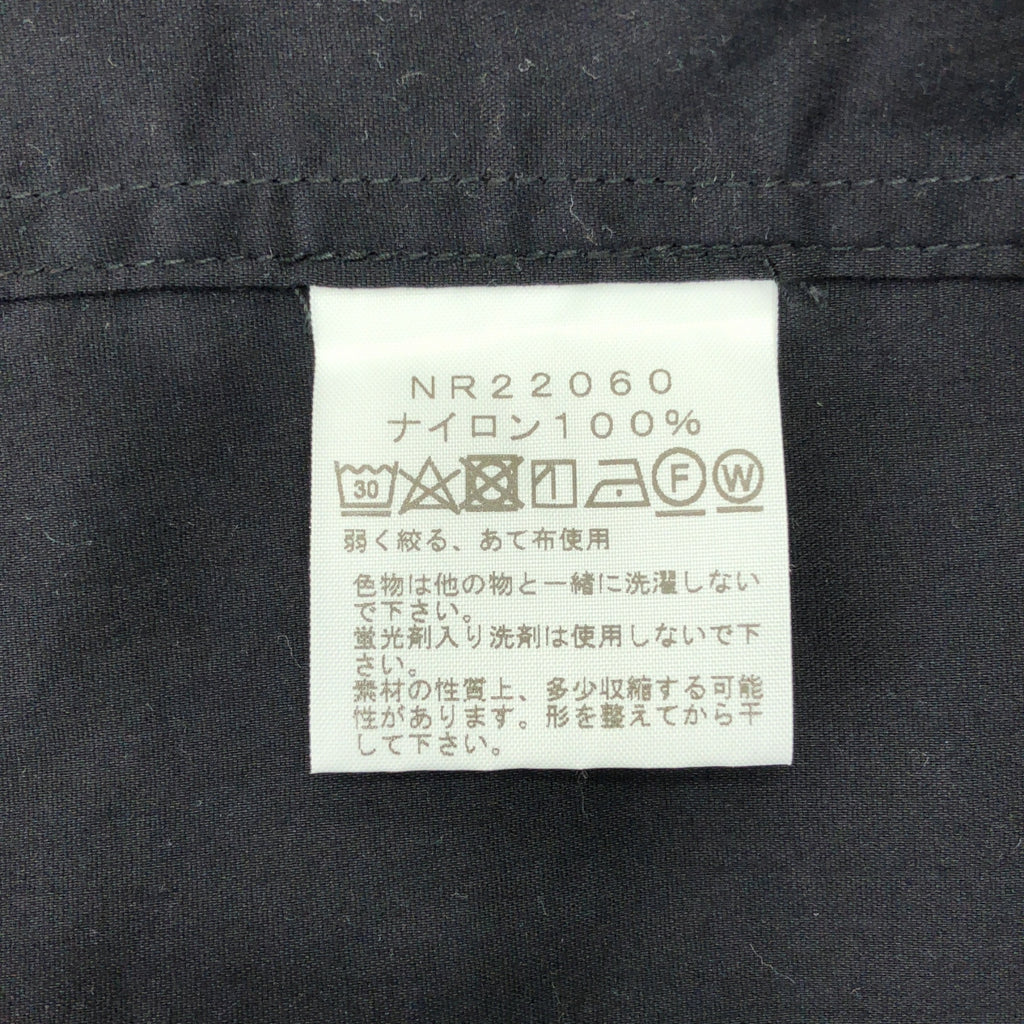 NR22060
ナイロン100%
30 F W
弱く絞る、あて布使用
色物は他の物と一緒に洗濯しない
で下さい。
蛍光剤入り洗剤は使用しないで下
さい。
素材の性質上、多少収縮する可能
性があります。形を整えてから干
して下さい。